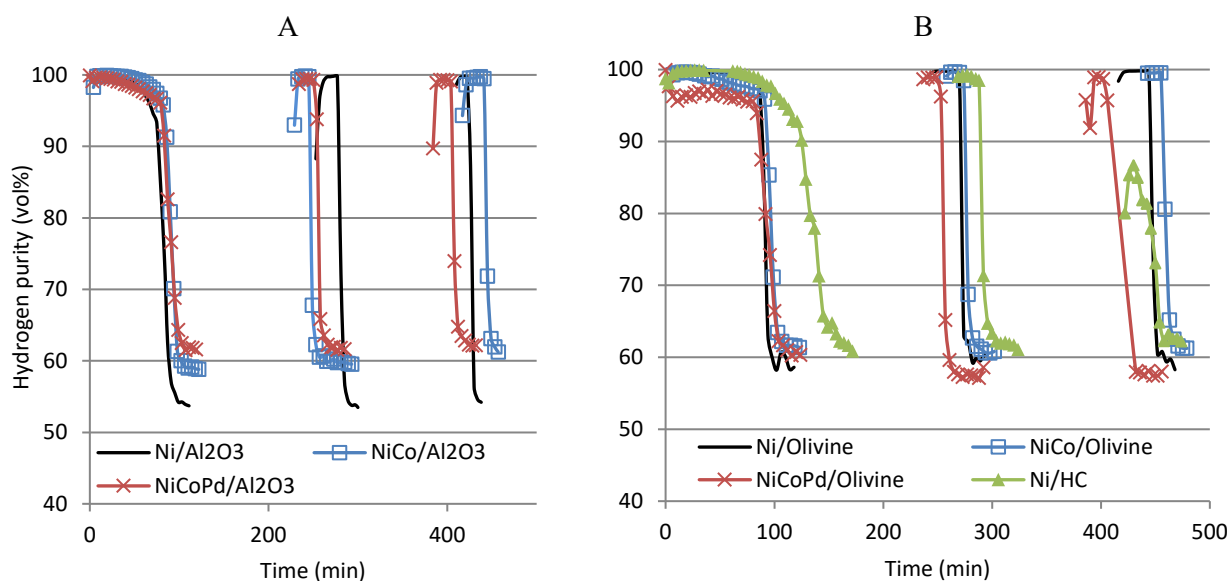 A
Hydrogen purity (vol%)
100
90
80
70
60
50
40
0
200
400
Time (min)
Ni/Al2O3
NiCo/Al2O3
NiCoPd/Al2O3
B
100
90
80
70
60
50
40
0
100
200
300
400
500
Time (min)
Ni/Olivine
NiCo/Olivine
NiCoPd/Olivine
Ni/HC